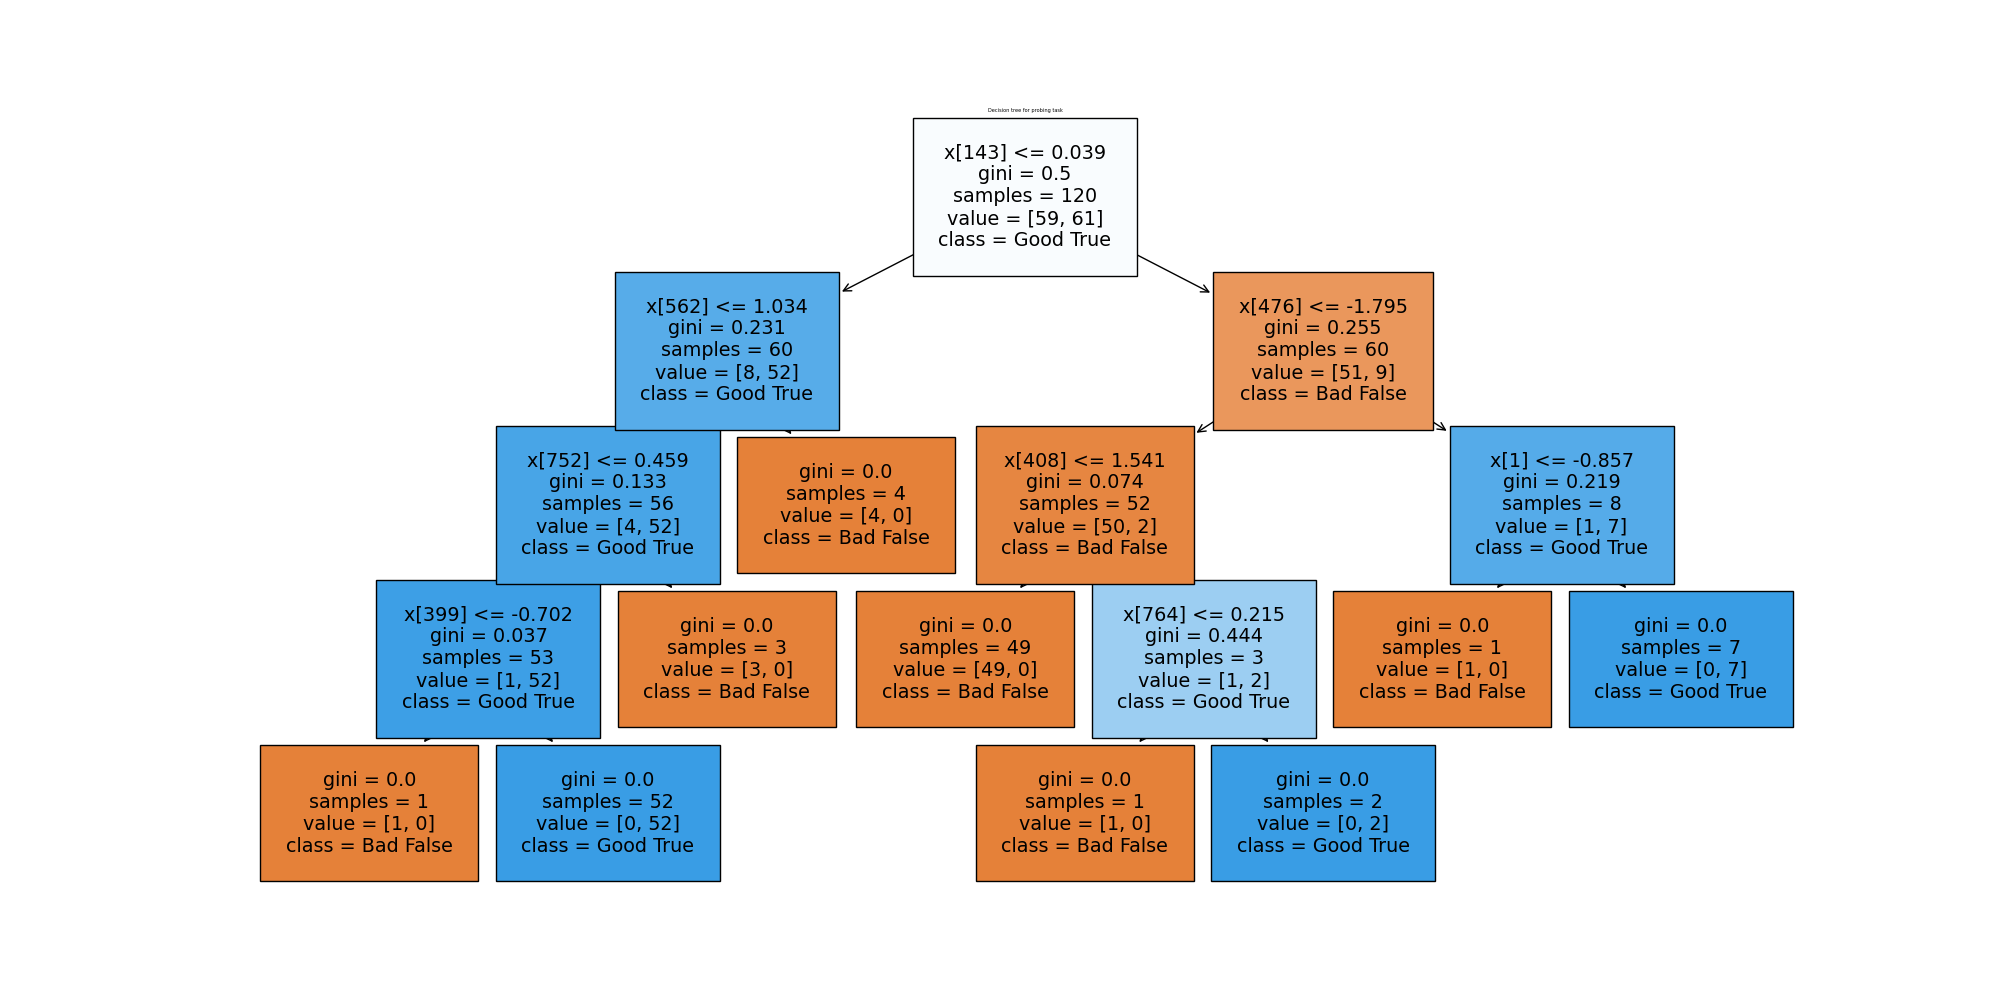 Decision tree for probing task
x[143] <= 0.039
gini = 0.5
samples = 120
value = [59, 61]
class = Good True
x[562] <= 1.034
gini = 0.231
samples = 60
value = [8, 52]
class = Good True
x[476] <= -1.795
gini = 0.255
samples = 60
value = [51, 9]
class = Bad False
x[752] <= 0.459
gini = 0.133
samples = 56
value = [4, 52]
class = Good True
gini = 0.0
samples = 4
value = [4, 0]
class = Bad False
x[408] <= 1.541
gini = 0.074
samples = 52
value = [50, 2]
class = Bad False
x[1] <= -0.857
gini = 0.219
samples = 8
value = [1, 7]
class = Good True
x[399] <= -0.702
gini = 0.037
samples = 53
value = [1, 52]
class = Good True
gini = 0.0
samples = 3
value = [3, 0]
class = Bad False
gini = 0.0
samples = 49
value = [49, 0]
class = Bad False
x[764] <= 0.215
gini = 0.444
samples = 3
value = [1, 2]
class = Good True
gini = 0.0
samples = 1
value = [1, 0]
class = Bad False
gini = 0.0
samples = 7
value = [0, 7]
class = Good True
gini = 0.0
samples = 1
value = [1, 0]
class = Bad False
gini = 0.0
samples = 52
value = [0, 52]
class = Good True
gini = 0.0
samples = 1
value = [1, 0]
class = Bad False
gini = 0.0
samples = 2
value = [0, 2]
class = Good True